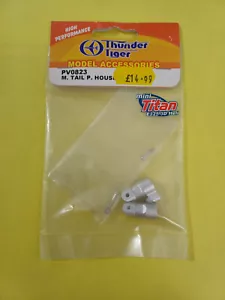 HIGH
PERFORMANCE
Thunder
Tiger
MODEL ACCESSORIES
PV0823
M. TAIL P. HOUS
£14.99
mini
Titan